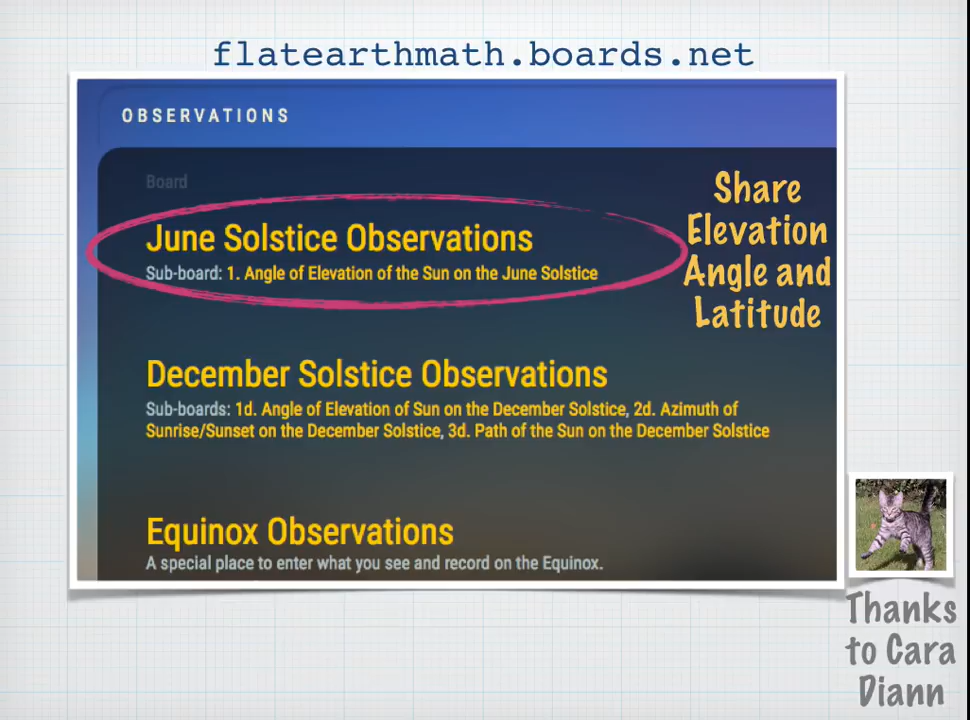 flatearthmath.boards.net
OBSERVATIONS
Board
June Solstice Observations
Sub-board: 1. Angle of Elevation of the Sun on the June Solstice
Share
Elevation
Angle and
Latitude
December Solstice Observations
Sub-boards: 1d. Angle of Elevation of Sun on the December Solstice, 2d. Azimuth of
Sunrise/Sunset on the December Solstice, 3d. Path of the Sun on the December Solstice
Equinox Observations
A special place to enter what you see and record on the Equinox.
Thanks
to Cara
Diann